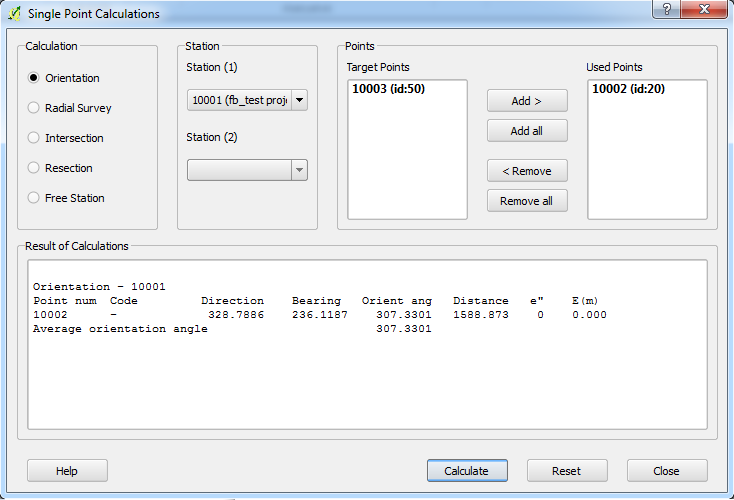 Single Point Calculations
?
Calculation
Orientation
Radial Survey
Intersection
Resection
Free Station
Station
Station (1)
10001 (fb_test proj
Station (2)
Points
Target Points
10003 (id:50)
Add >
Add all
< Remove
Remove all
Used Points
10002 (id:20)
Result of Calculations
Orientation - 10001
Point num Code Direction Bearing Orient ang Distance e" E(m)
10002 - 328.7886 236.1187 307.3301 1588.873 0 0.000
Average orientation angle 307.3301
Help
Calculate
Reset
Close